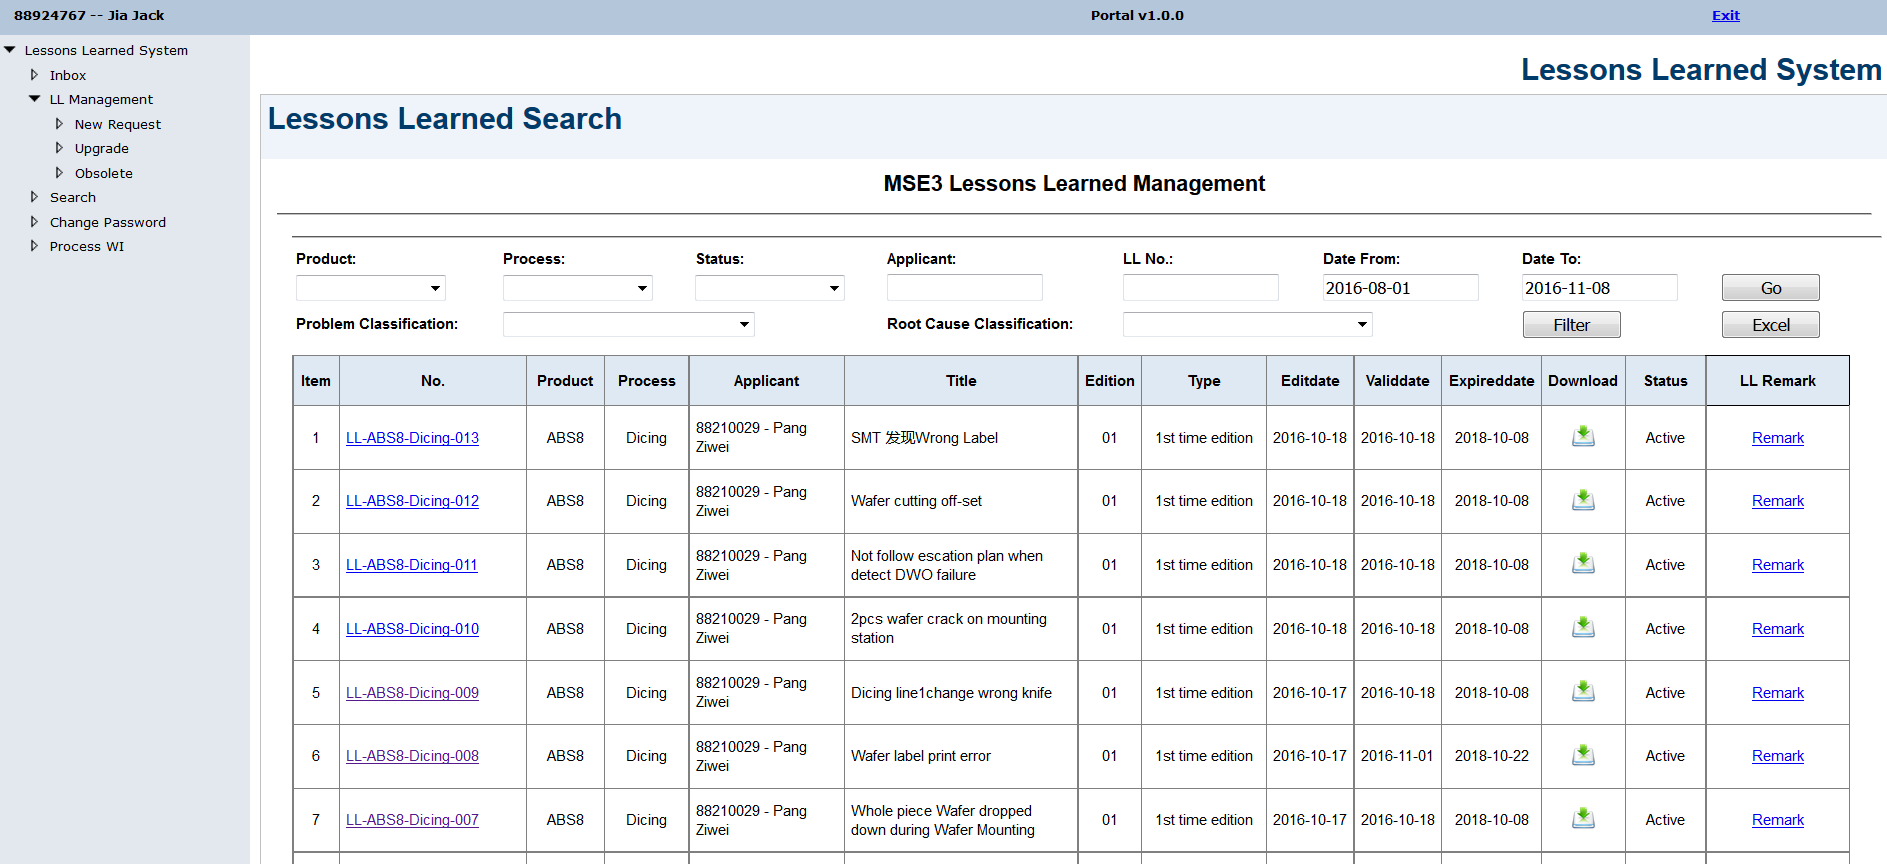 88924767 -- Jia Jack
Portal v1.0.0
Exit
Lessons Learned System
Inbox
LL Management
New Request
Upgrade
Obsolete
Search
Change Password
Process WI
Lessons Learned System
Lessons Learned Search
MSE3 Lessons Learned Management
Product: Process: Status: Applicant: LL No.: Date From: Date To:
2016-08-01 2016-11-08 Go
Problem Classification: Root Cause Classification: Filter Excel
Item No. Product Process Applicant Title Edition Type Editdate Validdate Expireddate Download Status LL Remark
1 LL-ABS8-Dicing-013 ABS8 Dicing 88210029 - Pang Ziwei SMT 发现Wrong Label 01 1st time edition 2016-10-18 2016-10-18 2018-10-08 Active Remark
2 LL-ABS8-Dicing-012 ABS8 Dicing 88210029 - Pang Ziwei Wafer cutting off-set 01 1st time edition 2016-10-18 2016-10-18 2018-10-08 Active Remark
3 LL-ABS8-Dicing-011 ABS8 Dicing 88210029 - Pang Ziwei Not follow escation plan when detect DWO failure 01 1st time edition 2016-10-18 2016-10-18 2018-10-08 Active Remark
4 LL-ABS8-Dicing-010 ABS8 Dicing 88210029 - Pang Ziwei 2pcs wafer crack on mounting station 01 1st time edition 2016-10-18 2016-10-18 2018-10-08 Active Remark
5 LL-ABS8-Dicing-009 ABS8 Dicing 88210029 - Pang Ziwei Dicing line1change wrong knife 01 1st time edition 2016-10-17 2016-10-18 2018-10-08 Active Remark
6 LL-ABS8-Dicing-008 ABS8 Dicing 88210029 - Pang Ziwei Wafer label print error 01 1st time edition 2016-10-17 2016-11-01 2018-10-22 Active Remark
7 LL-ABS8-Dicing-007 ABS8 Dicing 88210029 - Pang Ziwei Whole piece Wafer dropped down during Wafer Mounting 01 1st time edition 2016-10-17 2016-10-18 2018-10-08 Active Remark